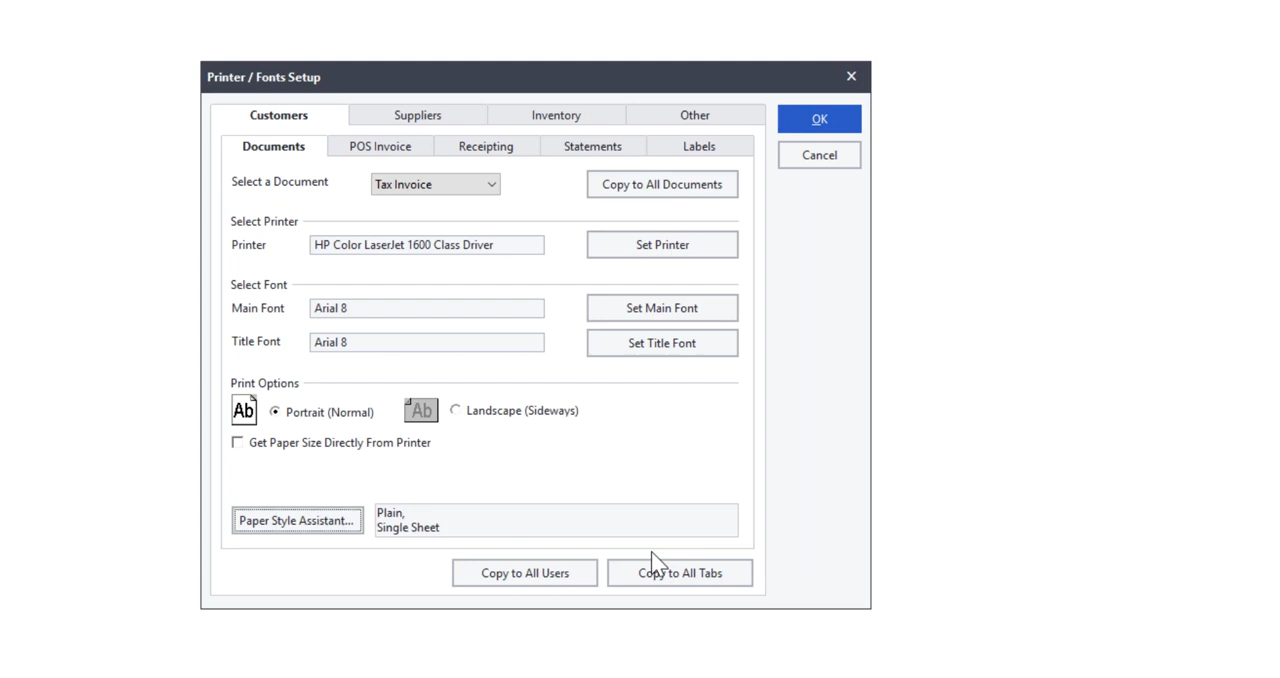 Printer / Fonts Setup
Customers Suppliers Inventory Other
OK
Documents POS Invoice Receipting Statements Labels
Cancel
Select a Document Tax Invoice Copy to All Documents
Select Printer
Printer HP Color LaserJet 1600 Class Driver Set Printer
Select Font
Main Font Arial 8 Set Main Font
Title Font Arial 8 Set Title Font
Print Options
Ab Portrait (Normal) Ab Landscape (Sideways)
Get Paper Size Directly From Printer
Paper Style Assistant... Plain,
Single Sheet
Copy to All Users Copy to All Tabs